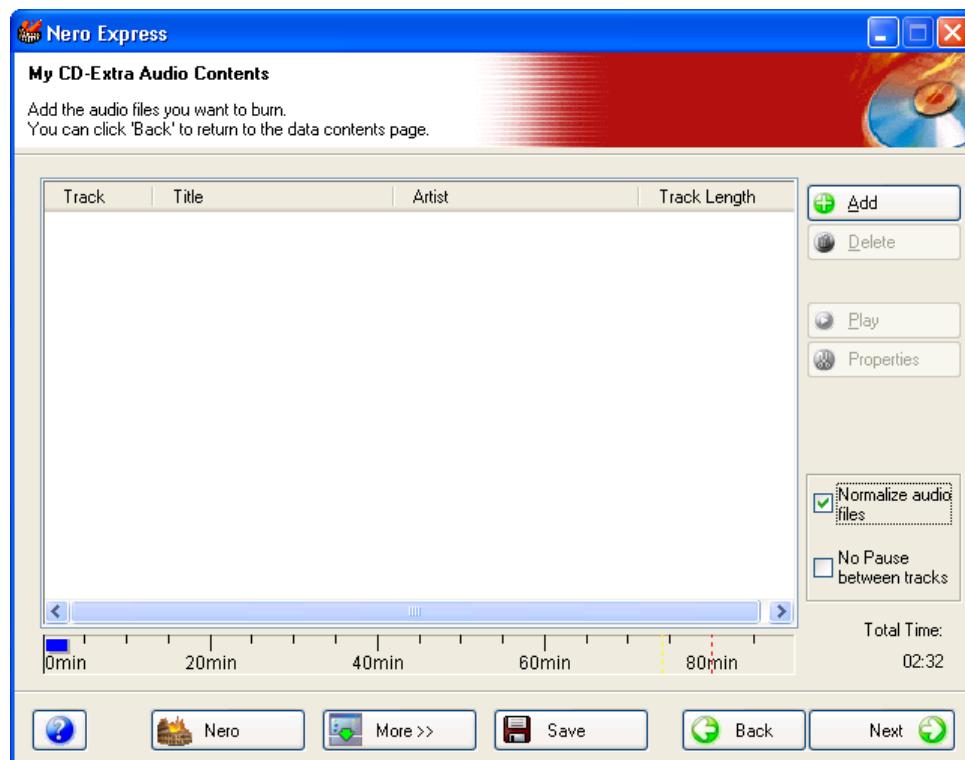 Nero Express
My CD-Extra Audio Contents
Add the audio files you want to burn.
You can click 'Back' to return to the data contents page.
Track Title Artist Track Length
Add
Delete
Play
Properties
Normalize audio
files
No Pause
between tracks
Total Time:
02:32
0min 20min 40min 60min 80min
Nero More >> Save Back Next